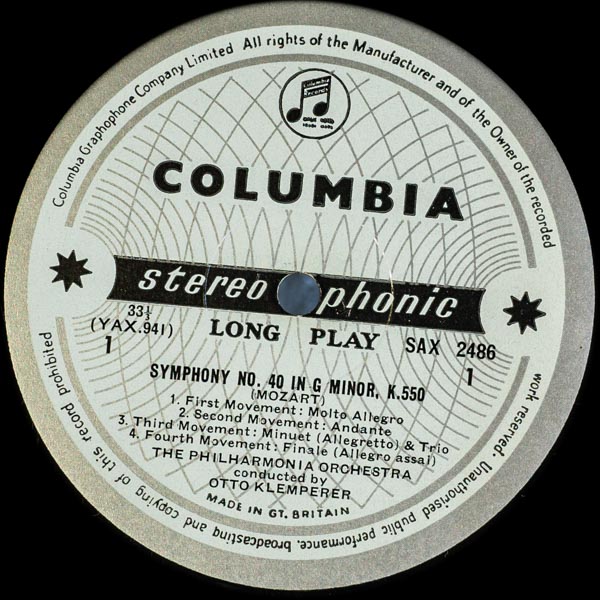 Columbia Graphophone Company Limited All rights of the Manufacturer and of the Owner of the recorded
work reserved. Unauthorised public performance, broadcasting and copying of this record prohibited
Columbia
Records
COLUMBIA
stereo phonic
33⅓
(YAX.941)
1
LONG PLAY
SAX 2486
1
SYMPHONY NO. 40 IN G MINOR, K.550
(MOZART)
1. First Movement: Molto Allegro
2. Second Movement: Andante
3. Third Movement: Minuet (Allegretto) & Trio
4. Fourth Movement: Finale (Allegro assai)
THE PHILHARMONIA ORCHESTRA
conducted by
OTTO KLEMPERER
MADE IN GT. BRITAIN